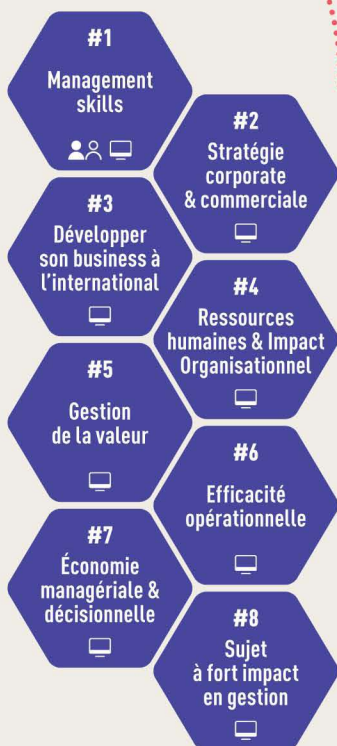 #1
Management
skills
#2
Stratégie
corporate
& commerciale
#3
Développer
son business à
l'international
#4
Ressources
humaines & Impact
Organisationnel
#5
Gestion
de la valeur
#6
Efficacité
opérationnelle
#7
Économie
managériale &
décisionnelle
#8
Sujet
à fort impact
en gestion